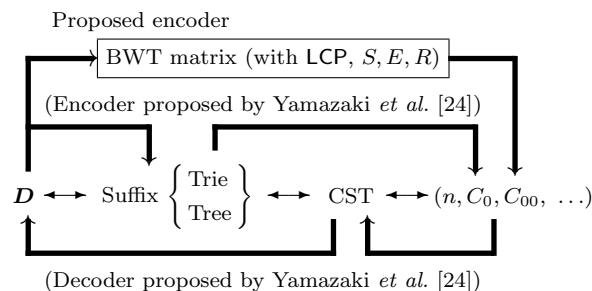 Proposed encoder
BWT matrix (with LCP, S, E, R)
(Encoder proposed by Yamazaki et al. [24])
D ↔ Suffix { Trie Tree } ↔ CST ↔ (n, C₀, C₀₀, …)
(Decoder proposed by Yamazaki et al. [24])